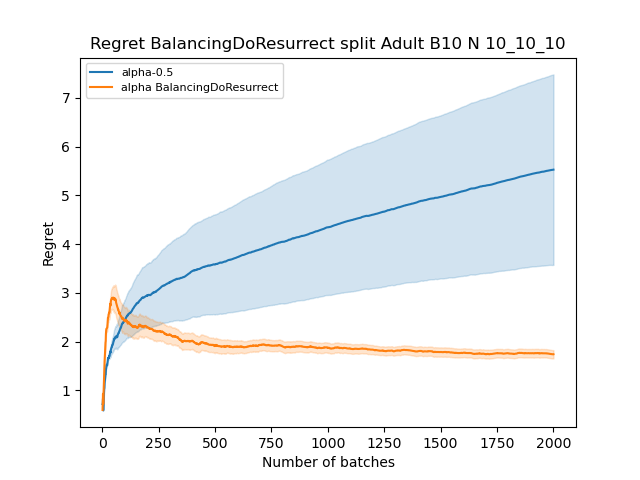 Regret BalancingDoResurrect split Adult B10 N 10_10_10
alpha-0.5
alpha BalancingDoResurrect
7
6
5
4
3
2
1
Regret
0 250 500 750 1000 1250 1500 1750 2000
Number of batches